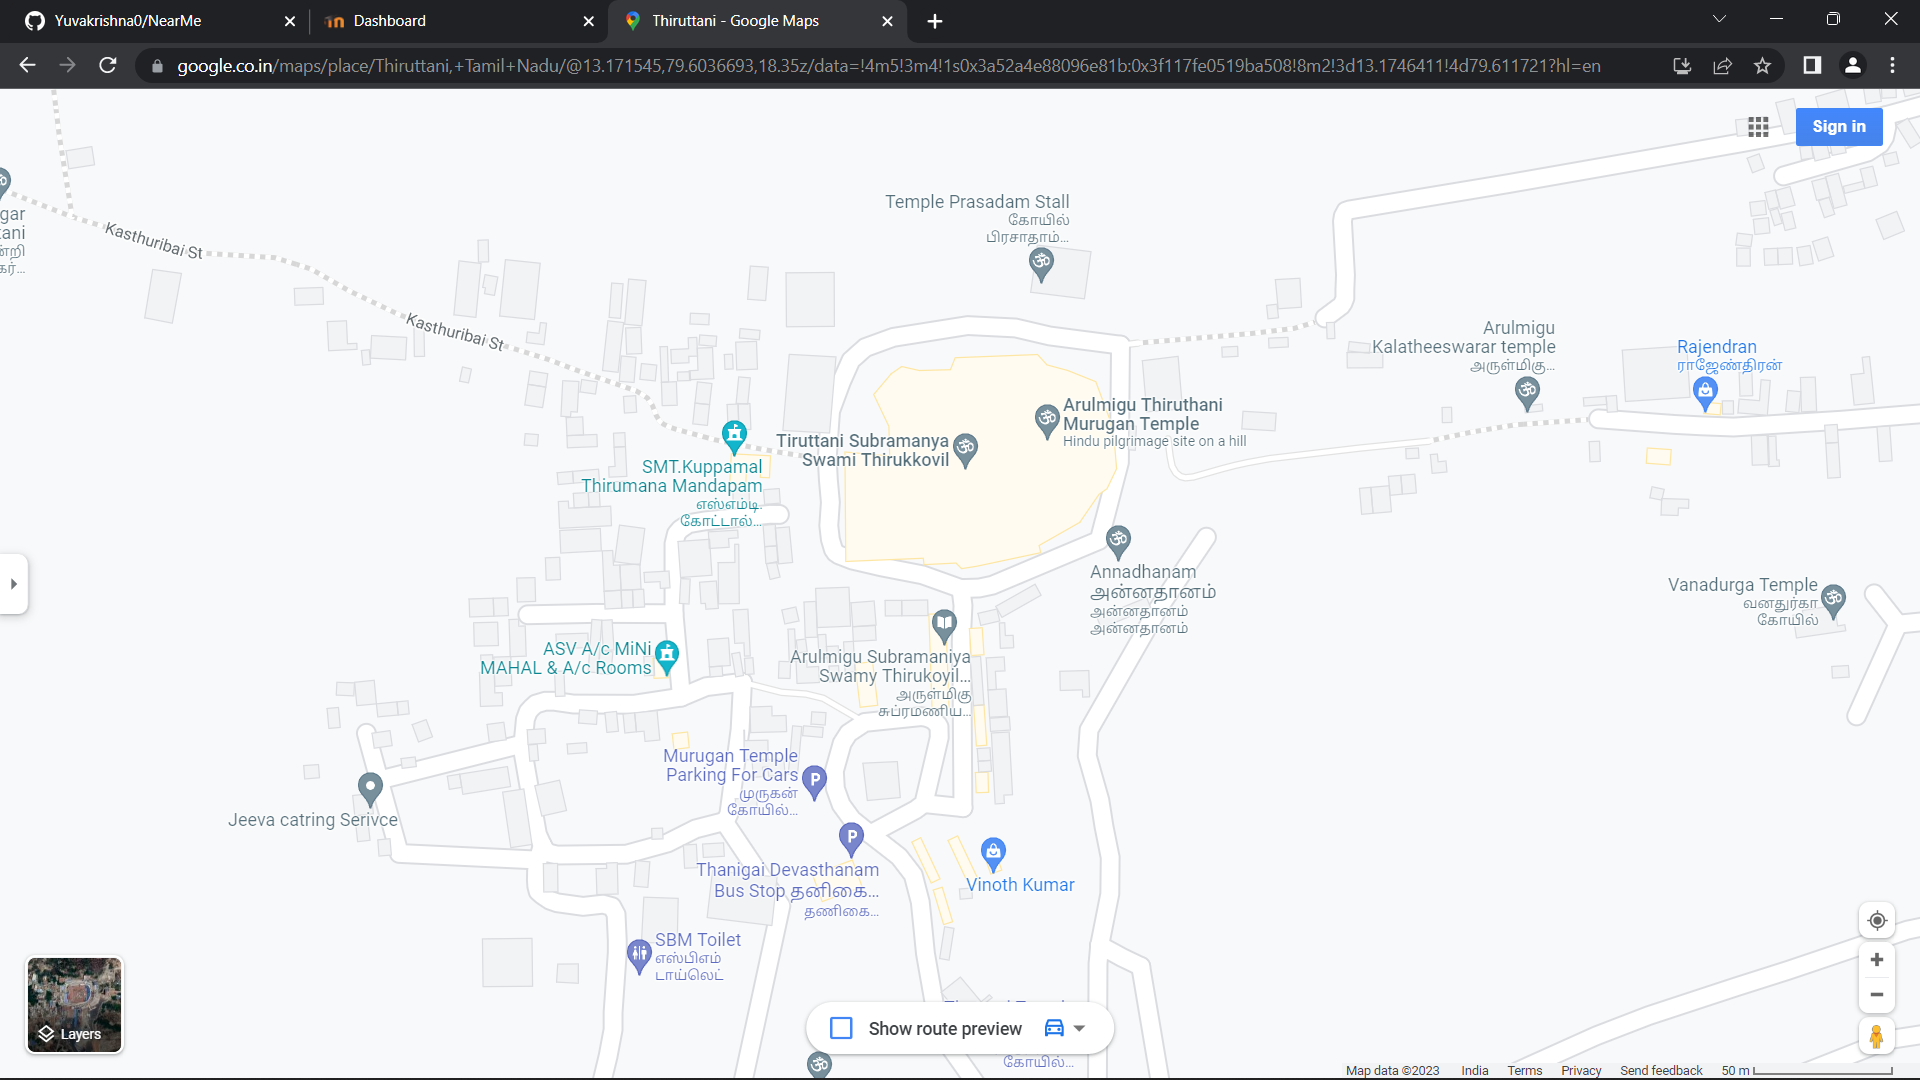 Yuvakrishna0/NearMe
Dashboard
Thiruttani - Google Maps
google.co.in/maps/place/Thiruttani,+Tamil+Nadu/@13.171545,79.6036693,18.35z/data=!4m5!3m4!1s0x3a52a4e88096e81b:0x3f117fe0519ba508!8m2!3d13.1746411!4d79.611721?hl=en
Sign in
Temple Prasadam Stall
கோயில்
பிரசாதாம்...
Kasthuribai St
Kasthuribai St
Arulmigu
Kalatheeswarar temple
அருள்மிகு...
Rajendran
ராஜேண்திரன்
Arulmigu Thiruthani
Murugan Temple
Hindu pilgrimage site on a hill
Tiruttani Subramanya
Swami Thirukkovil
SMT.Kuppamal
Thirumana Mandapam
எஸ்எம்டி.
கோட்டால்...
Annadhanam
அன்னதானம்
அன்னதானம்
அன்னதானம்
Vanadurga Temple
வனதுர்கா
கோயில்
ASV A/c MiNi
MAHAL & A/c Rooms
Arulmigu Subramaniya
Swamy Thirukoyil...
அருள்மிகு
சுப்ரமணிய...
Murugan Temple
Parking For Cars
முருகன்
கோயில்...
Jeeva catring Serivce
Thanigai Devasthanam
Bus Stop தனிகை...
தணிகை...
Vinoth Kumar
SBM Toilet
எஸ்பிஎம்
டாய்லெட்
Layers
Show route preview
கோயில்...
Map data ©2023 India Terms Privacy Send feedback 50 m